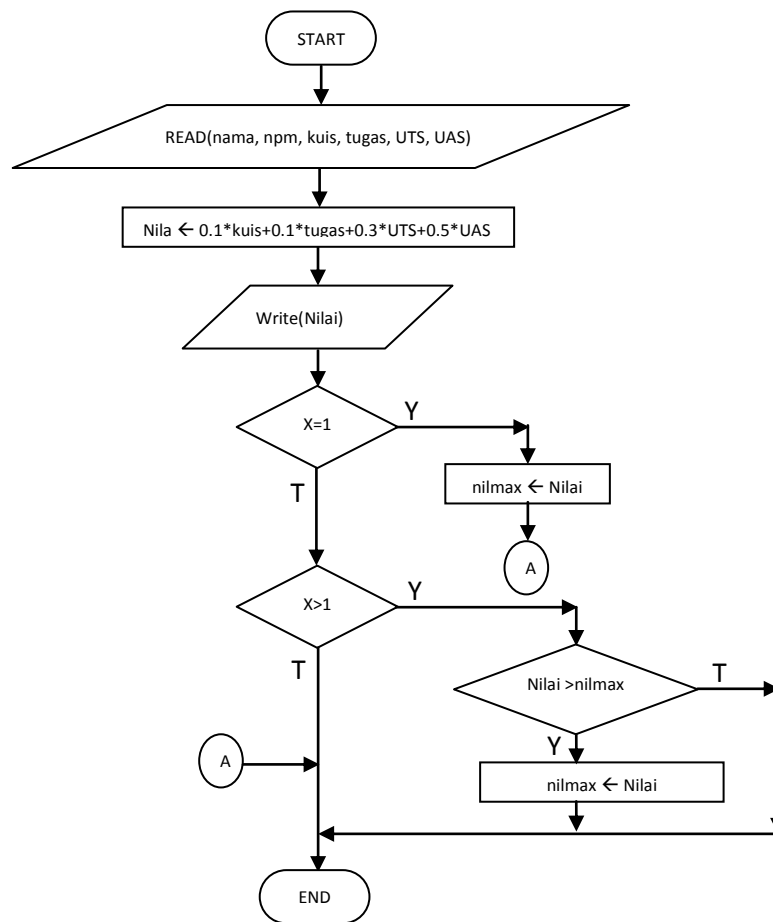 START
READ(nama, npm, kuis, tugas, UTS, UAS)
Nila ← 0.1*kuis+0.1*tugas+0.3*UTS+0.5*UAS
Write(Nilai)
X=1
Y
T
nilmax ← Nilai
A
X>1
Y
T
Nilai >nilmax
T
Y
A
nilmax ← Nilai
END